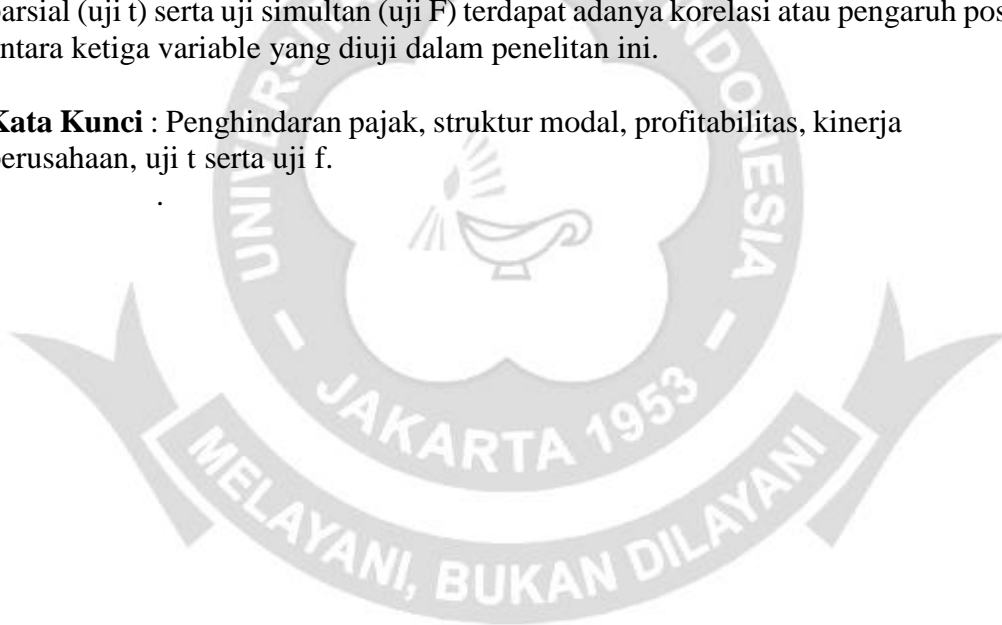 parsial (uji t) serta uji simultan (uji F) terdapat adanya korelasi atau pengaruh
antara ketiga variable yang diuji dalam penelitan ini.
Kata Kunci : Penghindaran pajak, struktur modal, profitabilitas, kinerja
perusahaan, uji t serta uji f.
.
JAKARTA 1953
MELAYANI, BUKAN DILAYANI